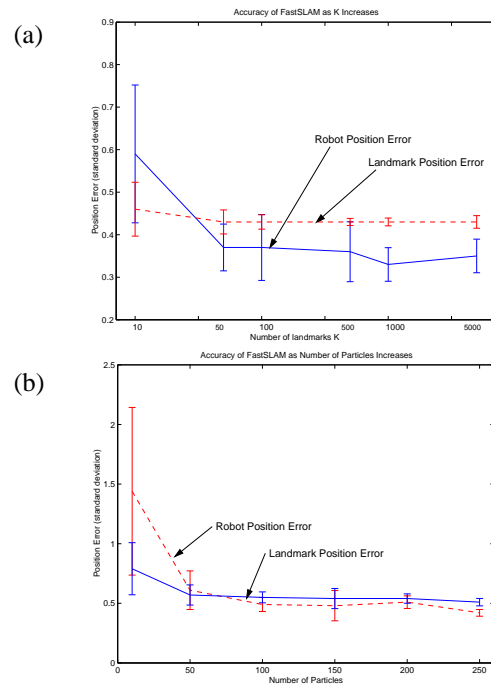 (a)
Accuracy of FastSLAM as K Increases
0.9
0.8
0.7
0.6
0.5
0.4
0.3
0.2
Position Error (standard deviation)
Robot Position Error
Landmark Position Error
10
50
100
500
1000
5000
Number of landmarks K
(b)
Accuracy of FastSLAM as Number of Particles Increases
2.5
2
1.5
1
0.5
0
Position Error (standard deviation)
Robot Position Error
Landmark Position Error
0
50
100
150
200
250
Number of Particles